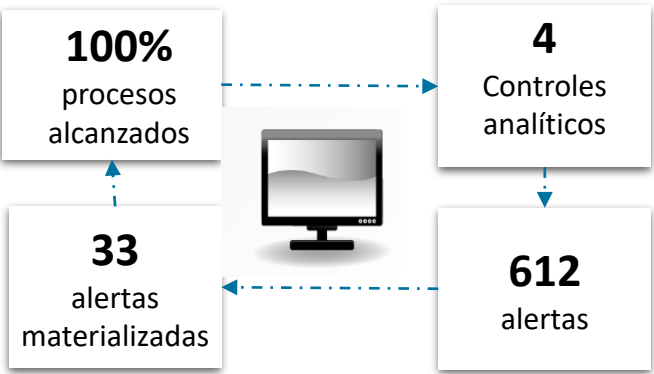 100%
procesos
alcanzados
4
Controles
analíticos
33
alertas
materializadas
612
alertas